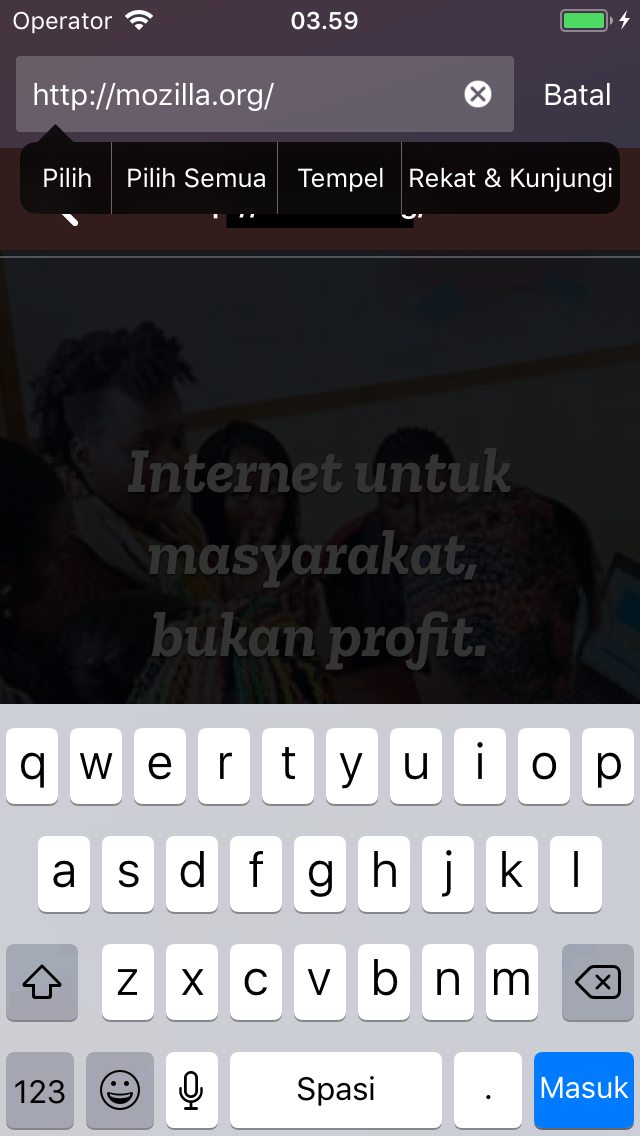 Operator 03.59
http://mozilla.org/ Batal
Pilih Pilih Semua Tempel Rekat & Kunjungi
Internet untuk
masyarakat,
bukan profit.
q w e r t y u i o p
a s d f g h j k l
z x c v b n m
123 Spasi . Masuk